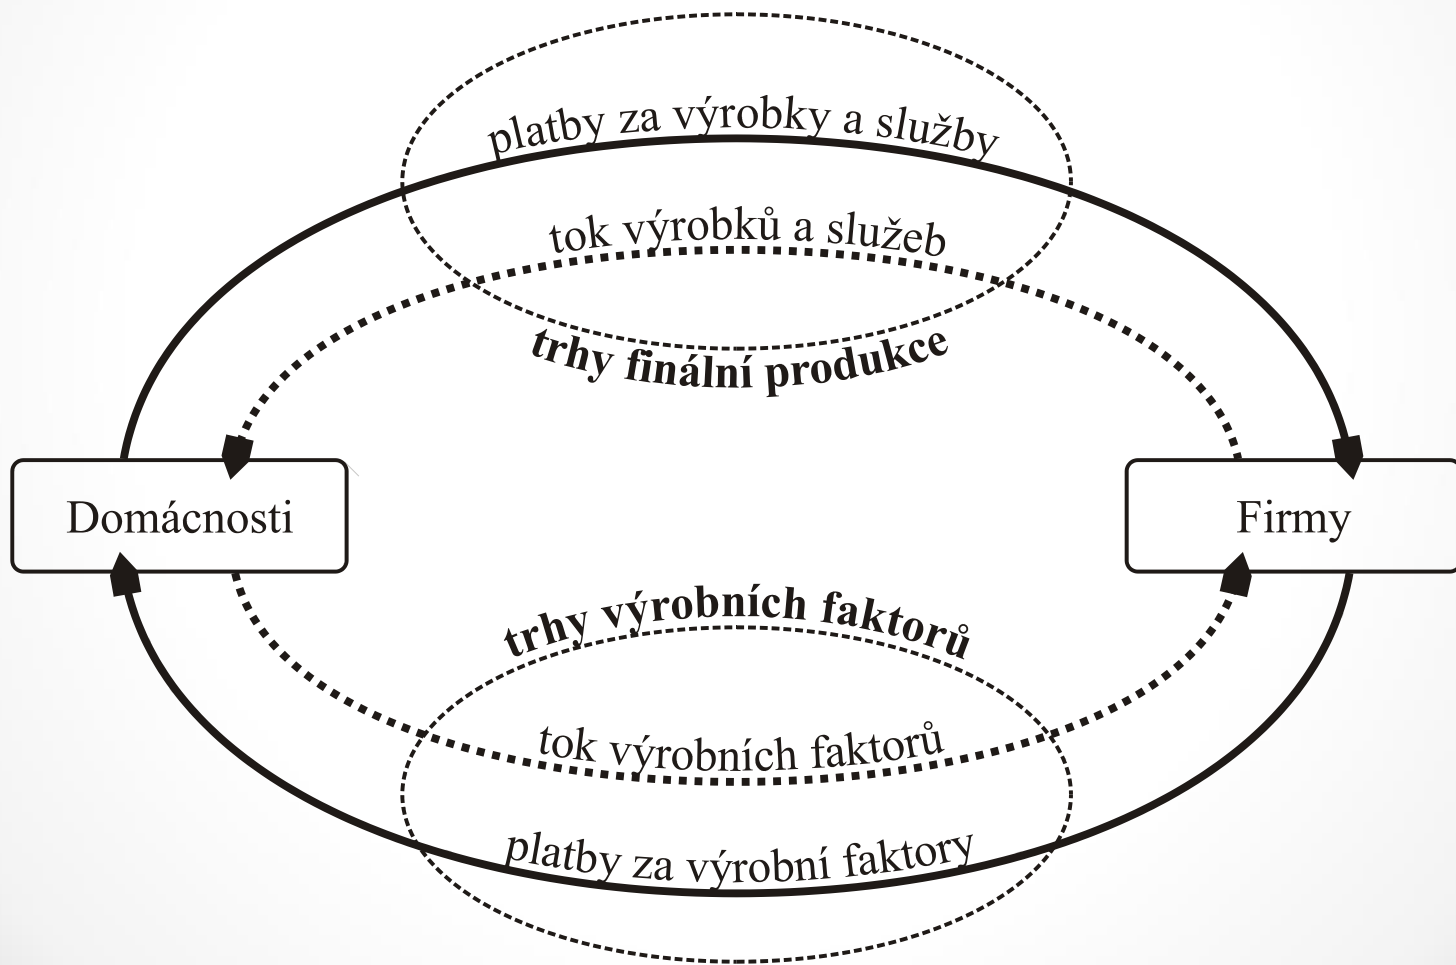 platby za výrobky a služby
tok výrobků a služeb
trhy finální produkce
Domácnosti
Firmy
trhy výrobních faktorů
tok výrobních faktorů
platby za výrobní faktory